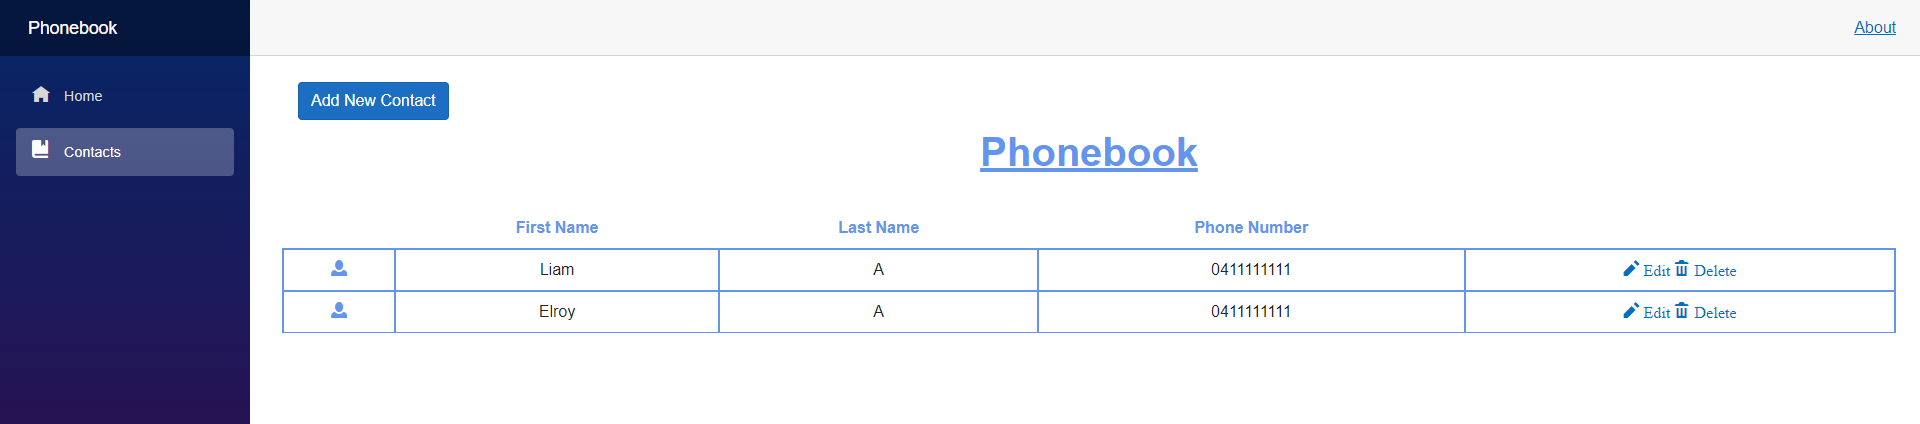 Phonebook
About
Home
Contacts
Add New Contact
Phonebook
First Name Last Name Phone Number
Liam A 0411111111 Edit Delete
Elroy A 0411111111 Edit Delete